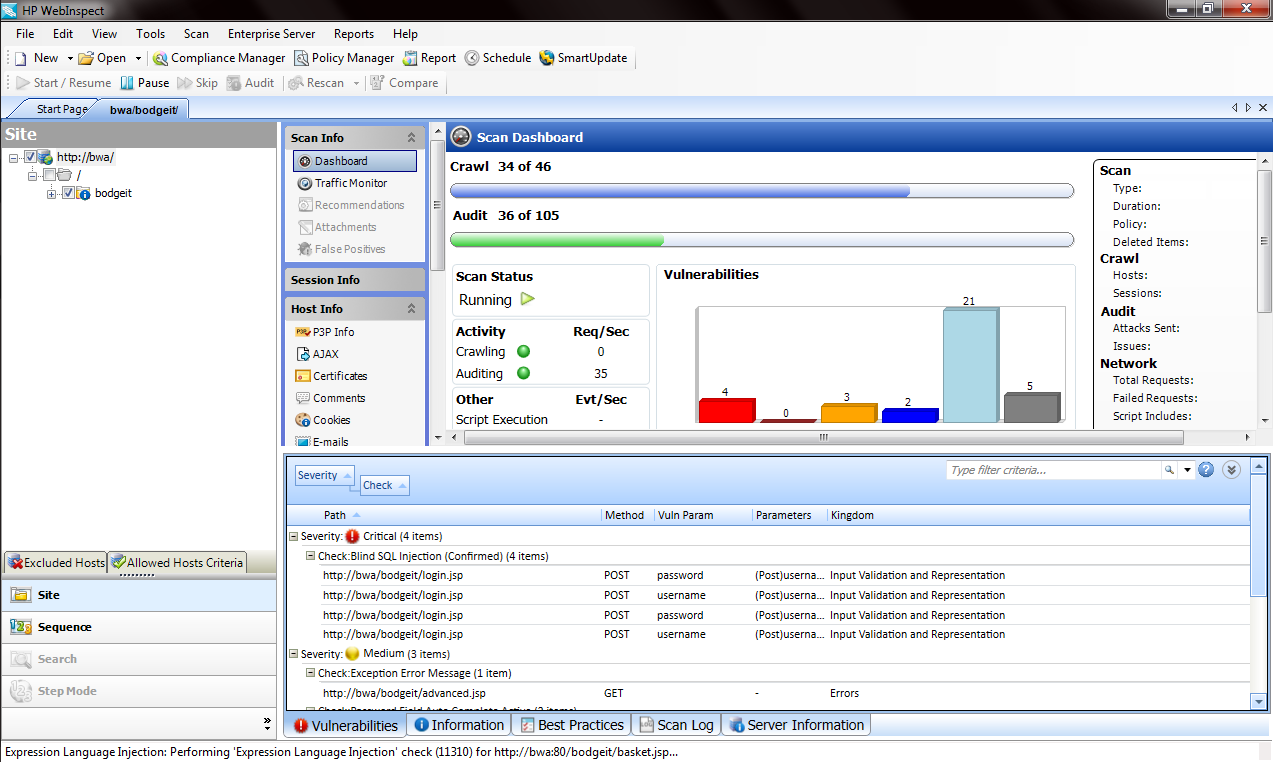 HP WebInspect
File Edit View Tools Scan Enterprise Server Reports Help
New Open Compliance Manager Policy Manager Report Schedule SmartUpdate
Start / Resume Pause Skip Audit Rescan Compare
Start Page bwa/bodgeit/
Site
http://bwa/
/
bodgeit
Excluded Hosts Allowed Hosts Criteria
Site
Sequence
Search
Step Mode
Scan Info
Dashboard
Traffic Monitor
Recommendations
Attachments
False Positives
Session Info
Host Info
P3P Info
AJAX
Certificates
Comments
Cookies
E-mails
Scan Dashboard
Crawl 34 of 46
Audit 36 of 105
Scan Status
Running
Activity Req/Sec
Crawling 0
Auditing 35
Other Evt/Sec
Script Execution -
Vulnerabilities
4 0 3 2 21 5
Scan
Type:
Duration:
Policy:
Deleted Items:
Crawl
Hosts:
Sessions:
Audit
Attacks Sent:
Issues:
Network
Total Requests:
Failed Requests:
Script Includes:
Severity
Check
Type filter criteria...
Path Method Vuln Param Parameters Kingdom
Severity: Critical (4 items)
Check:Blind SQL Injection (Confirmed) (4 items)
http://bwa/bodgeit/login.jsp POST password (Post)userna... Input Validation and Representation
http://bwa/bodgeit/login.jsp POST username (Post)userna... Input Validation and Representation
http://bwa/bodgeit/login.jsp POST password (Post)userna... Input Validation and Representation
http://bwa/bodgeit/login.jsp POST username (Post)userna... Input Validation and Representation
Severity: Medium (3 items)
Check:Exception Error Message (1 item)
http://bwa/bodgeit/advanced.jsp GET - Errors
Check:Password Field Auto Complete Active (2 items)
Vulnerabilities Information Best Practices Scan Log Server Information
Expression Language Injection: Performing 'Expression Language Injection' check (11310) for http://bwa:80/bodgeit/basket.jsp...